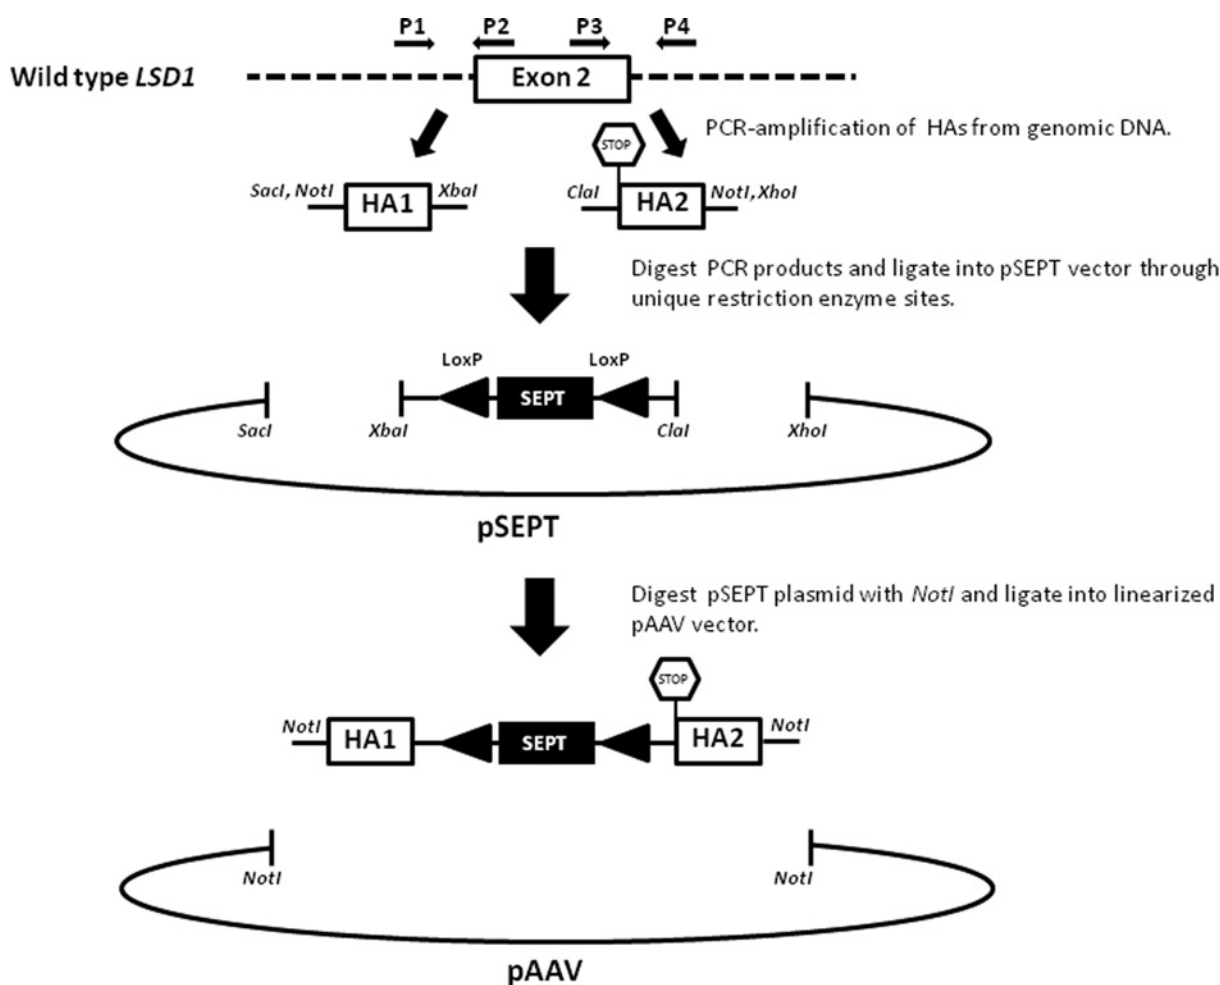 P1 P2 P3 P4
Wild type LSD1
Exon 2
PCR-amplification of HAs from genomic DNA.
STOP
SacI, NotI
HA1
XbaI
ClaI
HA2
NotI, XhoI
Digest PCR products and ligate into pSEPT vector through
unique restriction enzyme sites.
LoxP
LoxP
SEPT
SacI
XbaI
ClaI
XhoI
pSEPT
Digest pSEPT plasmid with NotI and ligate into linearized
pAAV vector.
STOP
NotI
HA1
SEPT
HA2
NotI
NotI
NotI
pAAV